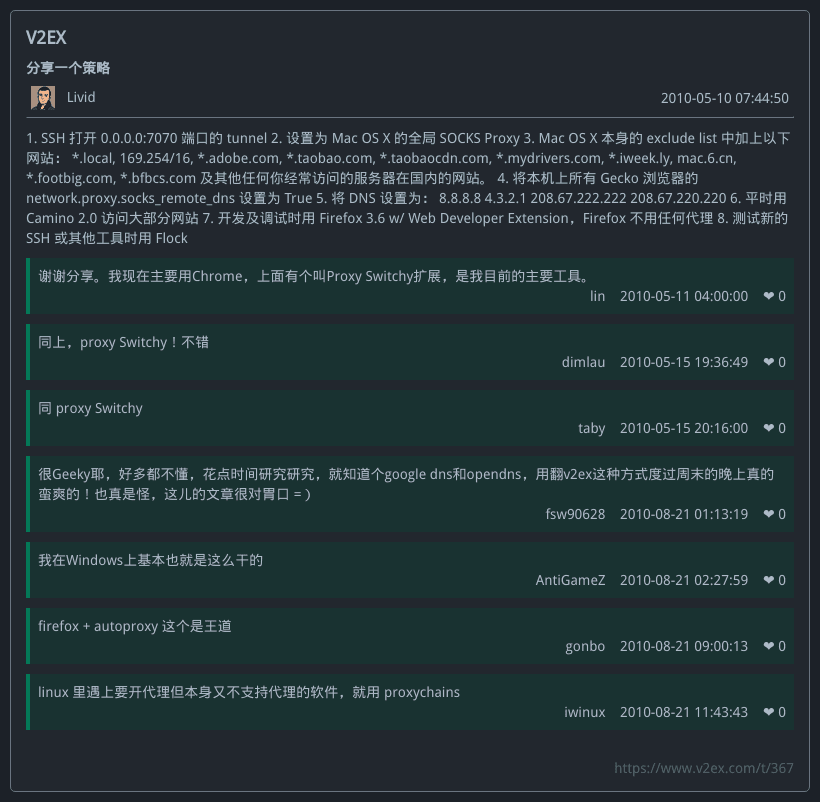 V2EX
分享一个策略
Livid
2010-05-10 07:44:50
1. SSH 打开 0.0.0.0:7070 端口的 tunnel 2. 设置为 Mac OS X 的全局 SOCKS Proxy 3. Mac OS X 本身的 exclude list 中加上以下
网站： *.local, 169.254/16, *.adobe.com, *.taobao.com, *.taobaocdn.com, *.mydrivers.com, *.iweek.ly, mac.6.cn,
*.footbig.com, *.bfbcs.com 及其他任何你经常访问的服务器在国内的网站。 4. 将本机上所有 Gecko 浏览器的
network.proxy.socks_remote_dns 设置为 True 5. 将 DNS 设置为： 8.8.8.8 4.3.2.1 208.67.222.222 208.67.220.220 6. 平时用
Camino 2.0 访问大部分网站 7. 开发及调试时用 Firefox 3.6 w/ Web Developer Extension，Firefox 不用任何代理 8. 测试新的
SSH 或其他工具时用 Flock
谢谢分享。我现在主要用Chrome，上面有个叫Proxy Switchy扩展，是我目前的主要工具。
lin 2010-05-11 04:00:00 ❤ 0
同上，proxy Switchy！不错
dimlau 2010-05-15 19:36:49 ❤ 0
同 proxy Switchy
taby 2010-05-15 20:16:00 ❤ 0
很Geeky耶，好多都不懂，花点时间研究研究，就知道个google dns和opendns，用翻v2ex这种方式度过周末的晚上真的
蛮爽的！也真是怪，这儿的文章很对胃口 = )
fsw90628 2010-08-21 01:13:19 ❤ 0
我在Windows上基本也就是这么干的
AntiGameZ 2010-08-21 02:27:59 ❤ 0
firefox + autoproxy 这个是王道
gonbo 2010-08-21 09:00:13 ❤ 0
linux 里遇上要开代理但本身又不支持代理的软件，就用 proxychains
iwinux 2010-08-21 11:43:43 ❤ 0
https://www.v2ex.com/t/367